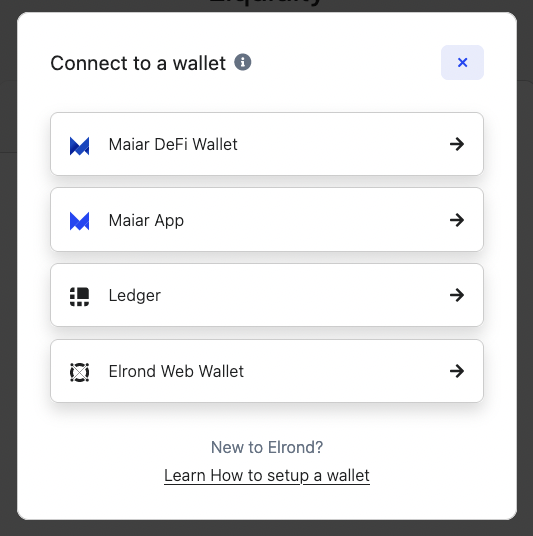 Liquidity
Connect to a wallet
Maiar DeFi Wallet
Maiar App
Ledger
Elrond Web Wallet
New to Elrond?
Learn How to setup a wallet